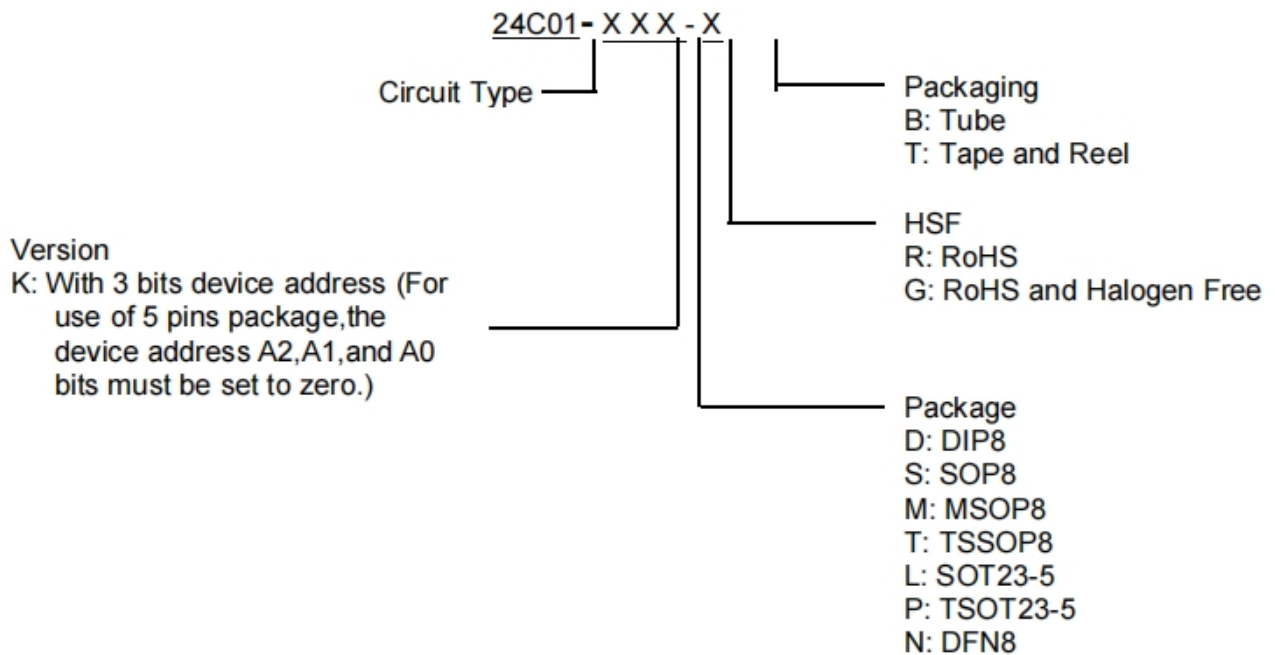 24C01-XXX-X
Circuit Type
Packaging
B: Tube
T: Tape and Reel
HSF
R: RoHS
G: RoHS and Halogen Free
Version
K: With 3 bits device address (For
use of 5 pins package,the
device address A2,A1,and A0
bits must be set to zero.)
Package
D: DIP8
S: SOP8
M: MSOP8
T: TSSOP8
L: SOT23-5
P: TSOT23-5
N: DFN8